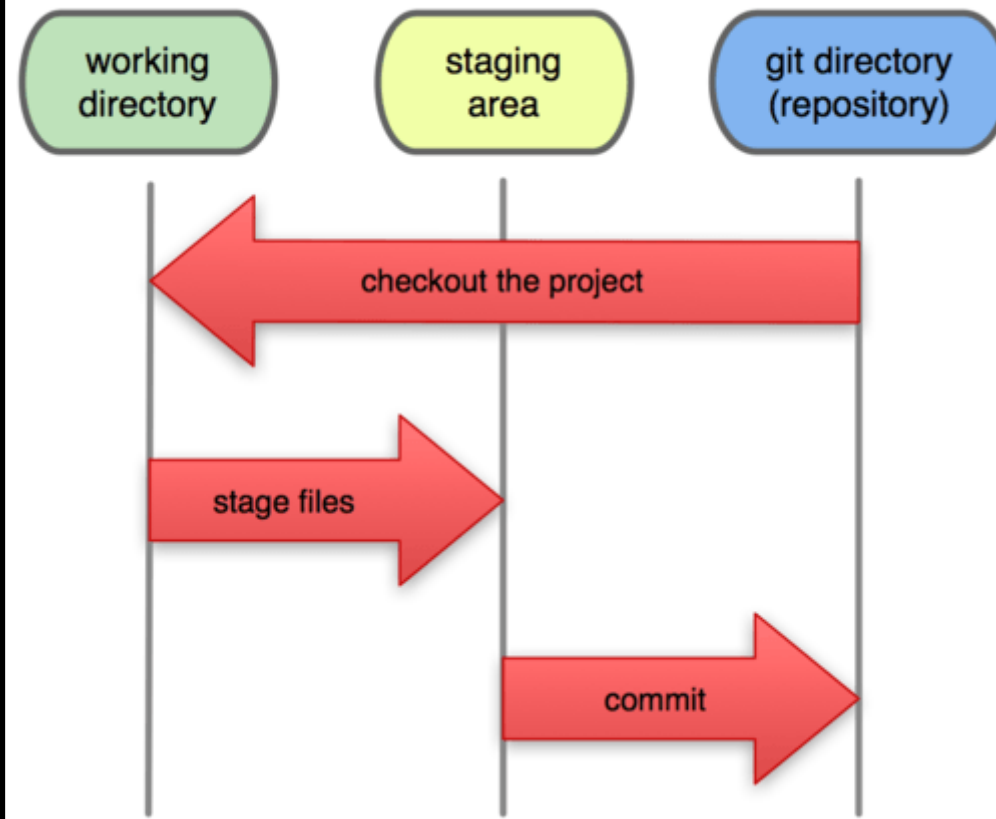 working
directory
staging
area
git directory
(repository)
checkout the project
stage files
commit